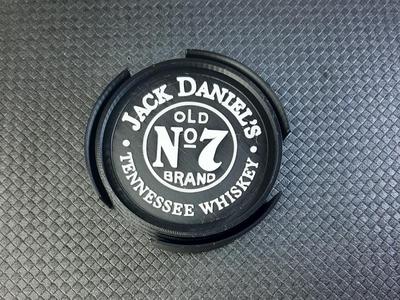 JACK DANIEL'S
OLD
Nº7
BRAND
• TENNESSEE WHISKEY •